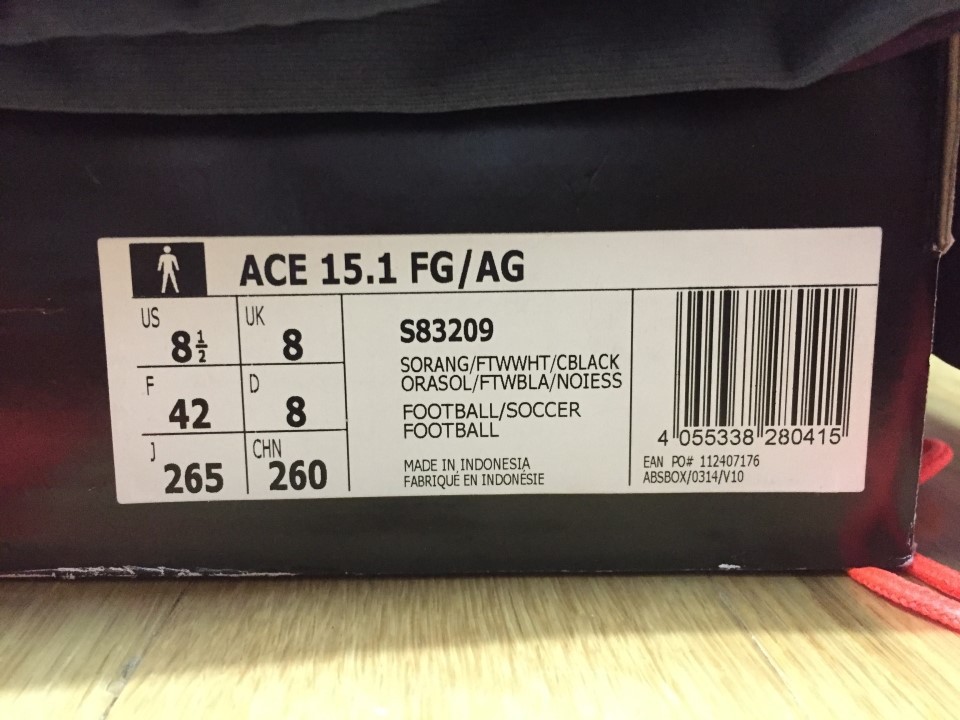 ACE 15.1 FG/AG
US 8 1/2
UK 8
F 42
D 8
J 265
CHN 260
S83209
SORANG/FTWWHT/CBLACK
ORASOL/FTWBLA/NOIESS
FOOTBALL/SOCCER
FOOTBALL
MADE IN INDONESIA
FABRIQUÉ EN INDONÉSIE
4 055338 280415
EAN PO# 112407176
ABSBOX/0314/V10